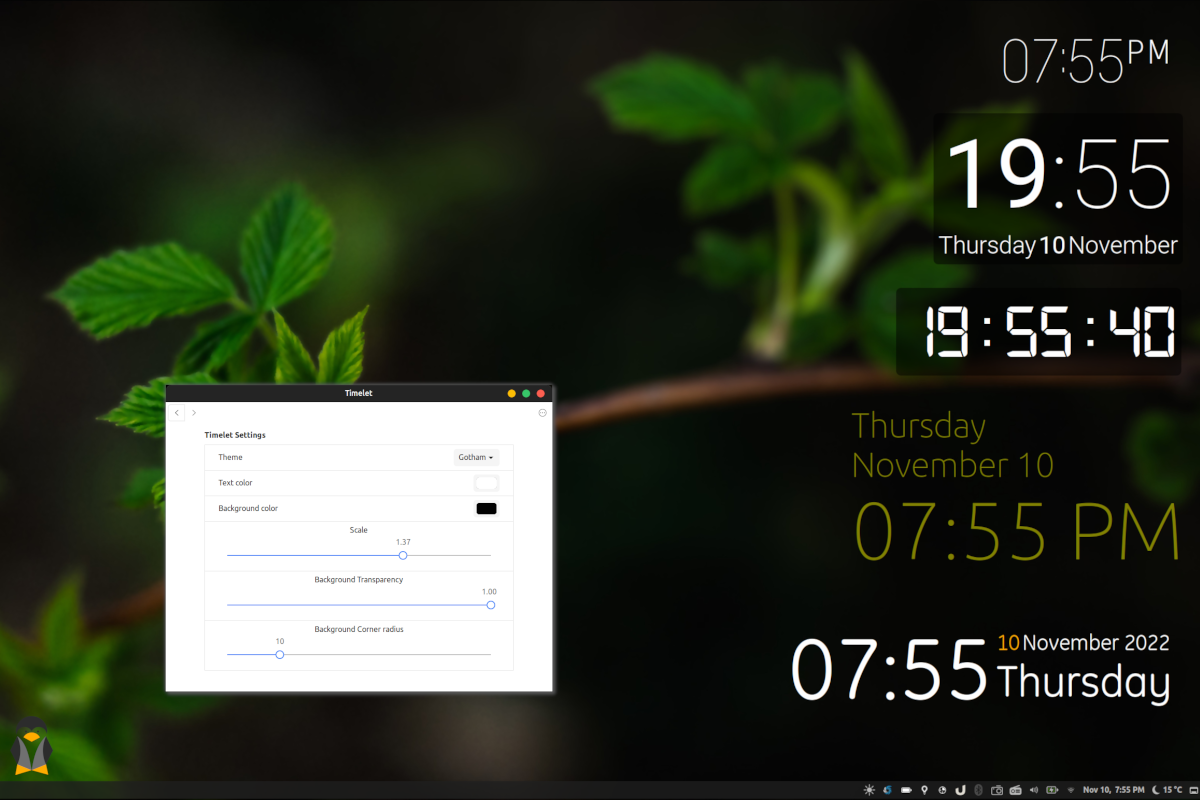 07:55PM
19:55
Thursday 10 November
19:55:40
Thursday
November 10
07:55 PM
07:55
10 November 2022
Thursday
Timelet
Timelet Settings
Theme Gotham
Text color
Background color
Scale
1.37
Background Transparency
1.00
Background Corner radius
10
Nov 10, 7:55 PM 15 °C